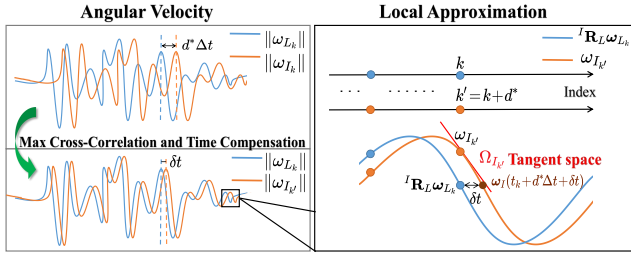 Angular Velocity
||ω_{L_k}||
||ω_{I_k}||
d*Δt
Max Cross-Correlation and Time Compensation
||ω_{L_k}||
||ω_{I_{k'}}||
δt
Local Approximation
^I R_L ω_{L_k}
ω_{I_{k'}}
k
k' = k+d*
Index
ω_{I_{k'}}
Ω_{I_{k'}} Tangent space
^I R_L ω_{L_k}
ω_I(t_k+d*Δt+δt)
δt